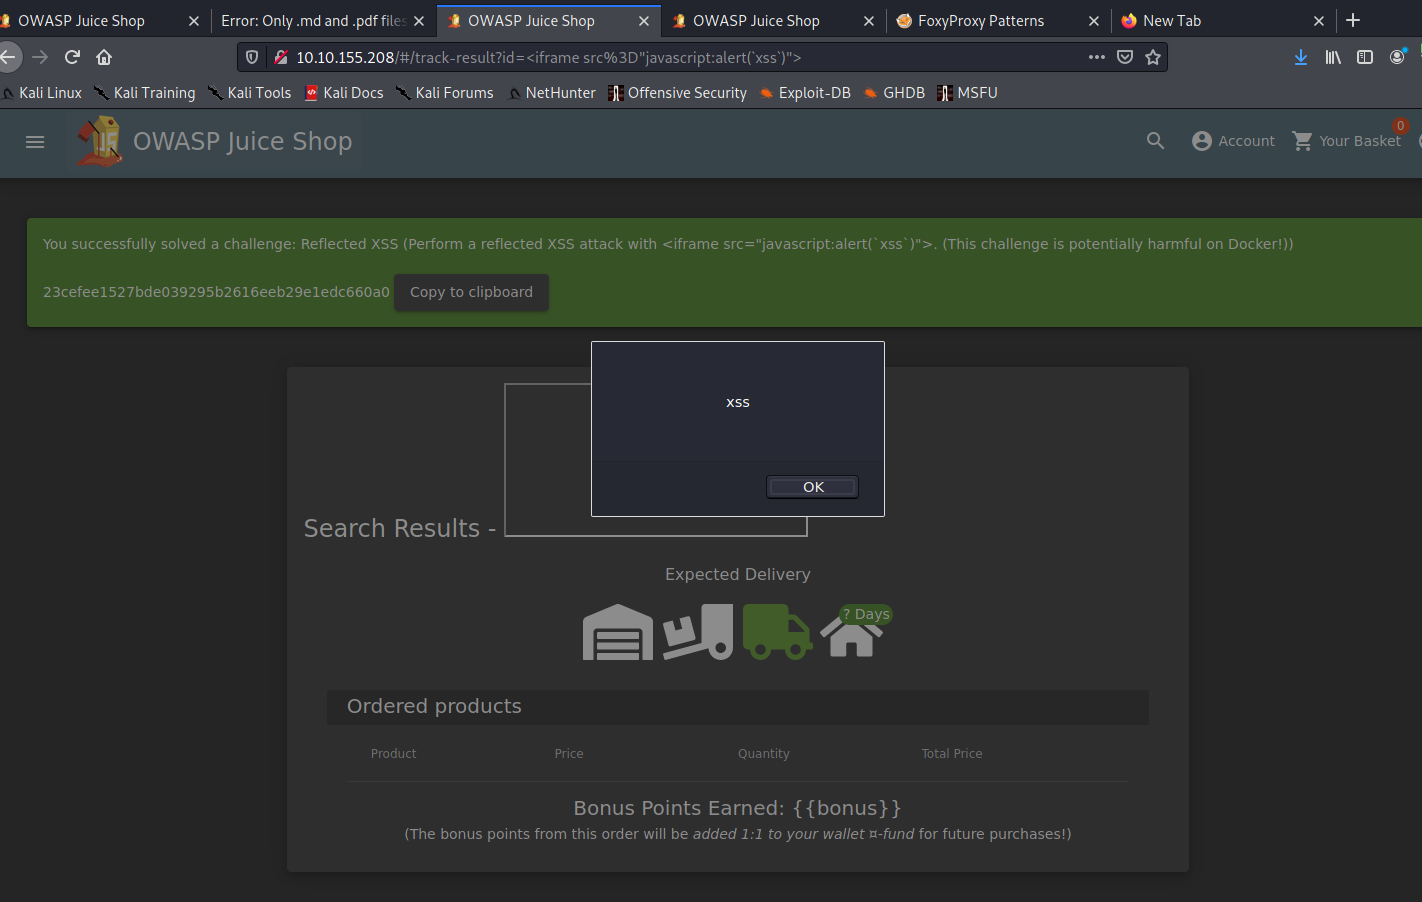 OWASP Juice Shop
Error: Only .md and .pdf files
OWASP Juice Shop
OWASP Juice Shop
FoxyProxy Patterns
New Tab
10.10.155.208/#/track-result?id=<iframe src%3D"javascript:alert(`xss`)">
Kali Linux Kali Training Kali Tools Kali Docs Kali Forums NetHunter Offensive Security Exploit-DB GHDB MSFU
OWASP Juice Shop
Account
Your Basket
0
You successfully solved a challenge: Reflected XSS (Perform a reflected XSS attack with <iframe src="javascript:alert(`xss`)">. (This challenge is potentially harmful on Docker!))
23cefee1527bde039295b2616eeb29e1edc660a0 Copy to clipboard
xss
OK
Search Results -
Expected Delivery
? Days
Ordered products
Product Price Quantity Total Price
Bonus Points Earned: {{bonus}}
(The bonus points from this order will be added 1:1 to your wallet ¤-fund for future purchases!)